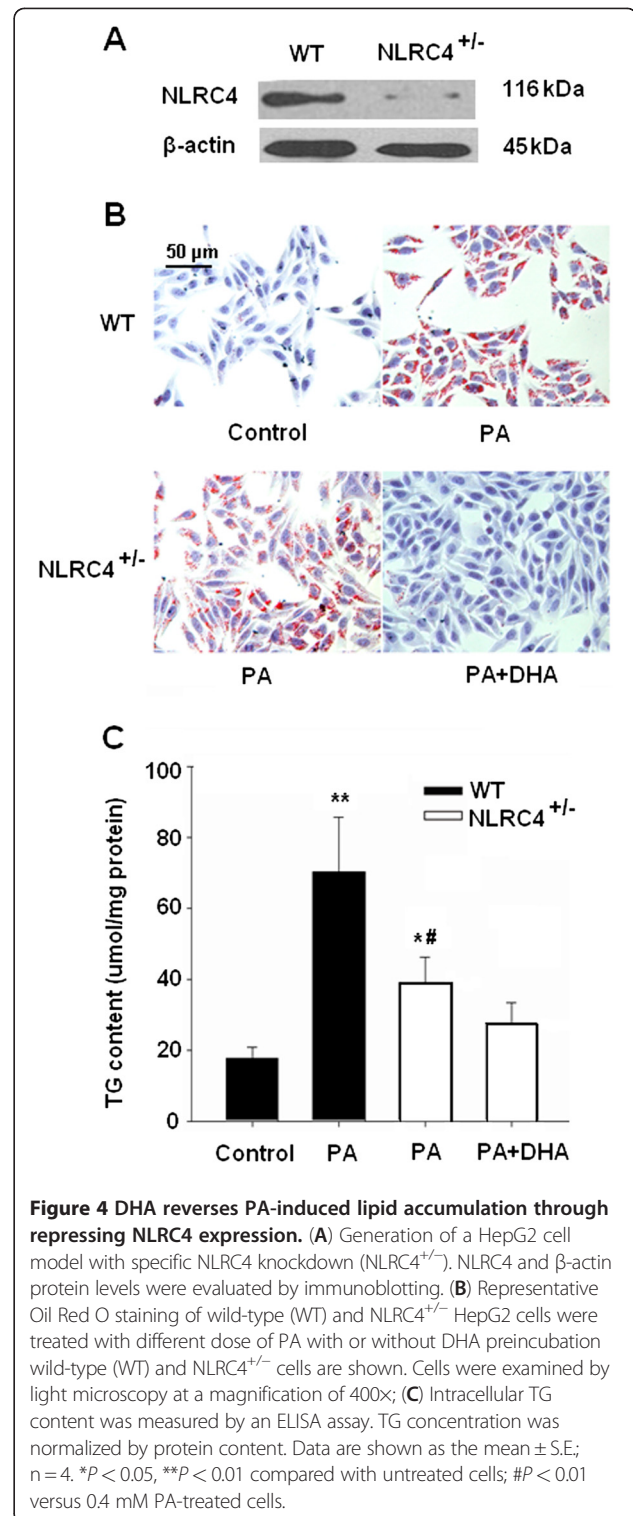 A
WT NLRC4+/-
NLRC4 116kDa
β-actin 45kDa
B
50 µm
WT
Control PA
NLRC4+/-
PA PA+DHA
C
100
80
60
40
20
0
TG content (umol/mg protein)
WT
NLRC4+/-
**
*#
Control PA PA PA+DHA
Figure 4 DHA reverses PA-induced lipid accumulation through
repressing NLRC4 expression. (A) Generation of a HepG2 cell
model with specific NLRC4 knockdown (NLRC4+/−). NLRC4 and β-actin
protein levels were evaluated by immunoblotting. (B) Representative
Oil Red O staining of wild-type (WT) and NLRC4+/− HepG2 cells were
treated with different dose of PA with or without DHA preincubation
wild-type (WT) and NLRC4+/− cells are shown. Cells were examined by
light microscopy at a magnification of 400×; (C) Intracellular TG
content was measured by an ELISA assay. TG concentration was
normalized by protein content. Data are shown as the mean ± S.E.;
n = 4. *P < 0.05, **P < 0.01 compared with untreated cells; #P < 0.01
versus 0.4 mM PA-treated cells.